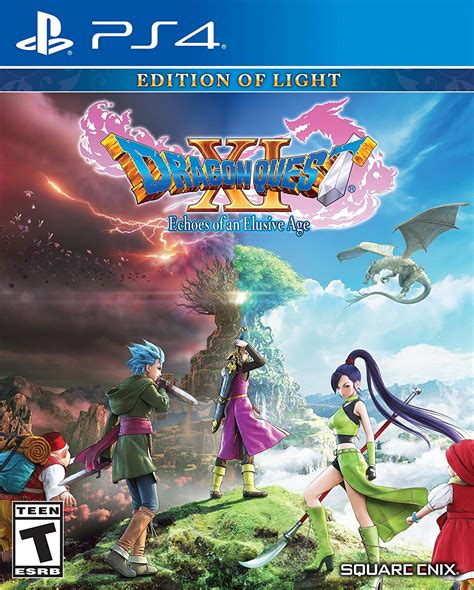 PS4
EDITION OF LIGHT
XI
DRAGON QUEST ®
Echoes of an Elusive Age
TEEN
T
ESRB
SQUARE ENIX